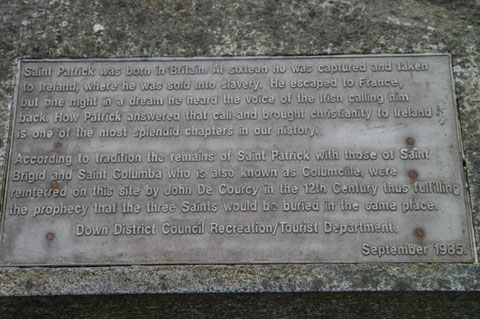 Saint Patrick was born in Britain. At sixteen he was captured and taken
to Ireland, where he was sold into slavery. He escaped to France,
but one night in a dream he heard the voice of the Irish calling him
back. How Patrick answered that call and brought christianity to Ireland
is one of the most splendid chapters in our history.
According to tradition the remains of Saint Patrick with those of Saint
Brigid and Saint Columba who is also known as Columcille, were
reinterred on this site by John De Courcy in the 12th Century thus fulfilling
the prophecy that the three Saints would be buried in the same place.
Down District Council Recreation/Tourist Department.
September 1985.